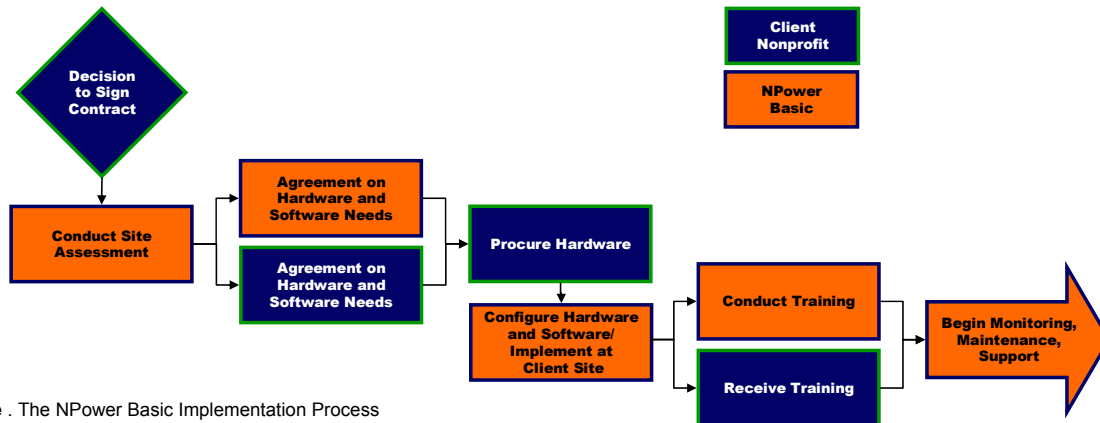 Decision
to Sign
Contract
Client
Nonprofit
NPower
Basic
Conduct Site
Assessment
Agreement on
Hardware and
Software Needs
Agreement on
Hardware and
Software Needs
Procure Hardware
Configure Hardware
and Software/
Implement at
Client Site
Conduct Training
Receive Training
Begin Monitoring,
Maintenance,
Support
. The NPower Basic Implementation Process